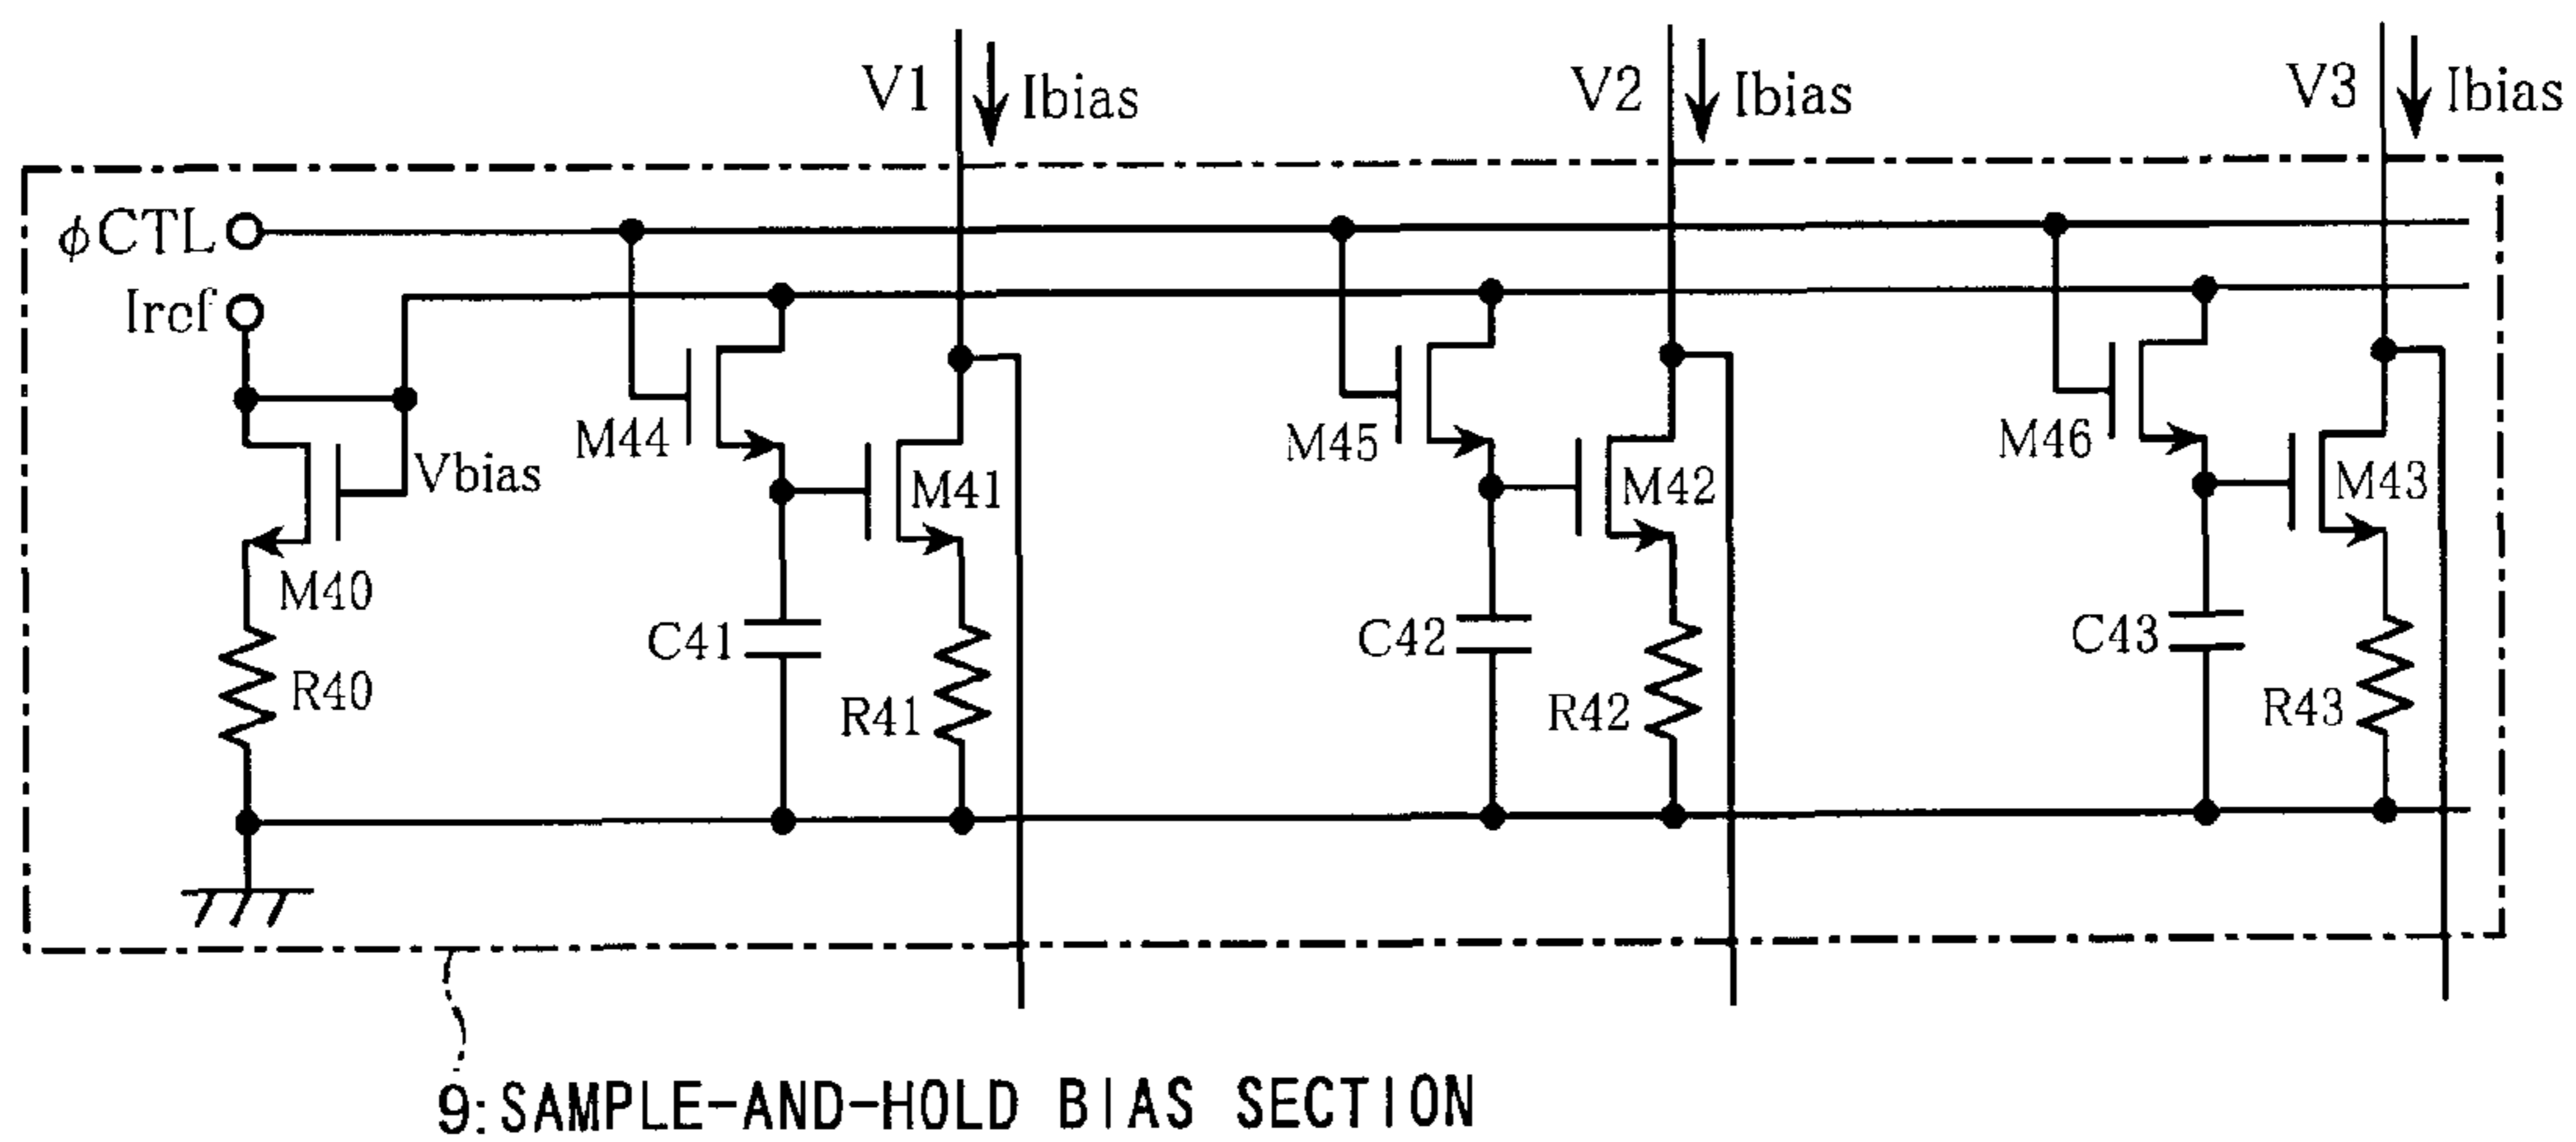 V1
Ibias
V2
Ibias
V3
Ibias
ϕCTL
Iref
Vbias
M40
R40
M44
M41
C41
R41
M45
M42
C42
R42
M46
M43
C43
R43
9:SAMPLE-AND-HOLD BIAS SECTION